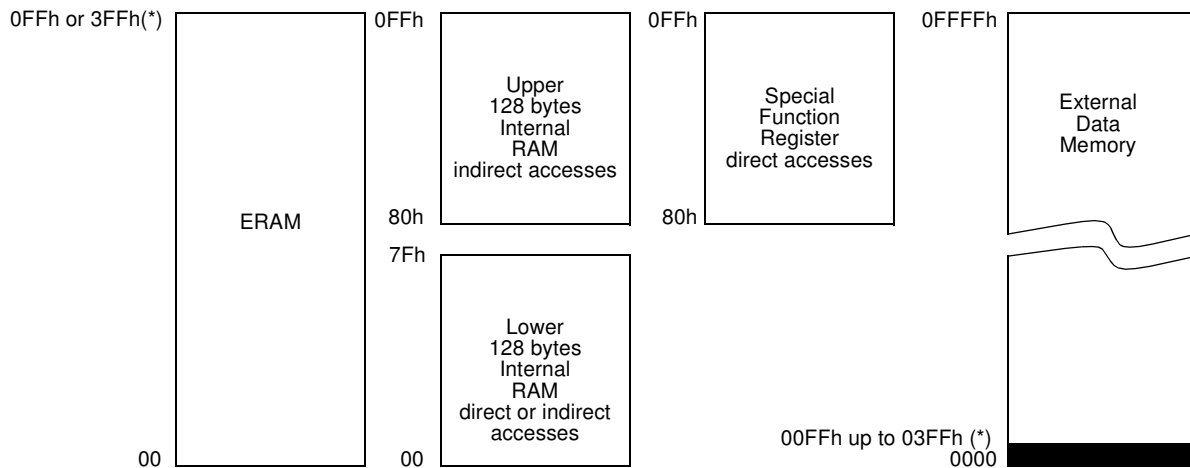 0FFh or 3FFh(*)
ERAM
00
0FFh
Upper
128 bytes
Internal
RAM
indirect accesses
80h
7Fh
Lower
128 bytes
Internal
RAM
direct or indirect
accesses
00
0FFh
Special
Function
Register
direct accesses
80h
0FFFFh
External
Data
Memory
00FFh up to 03FFh (*)
0000